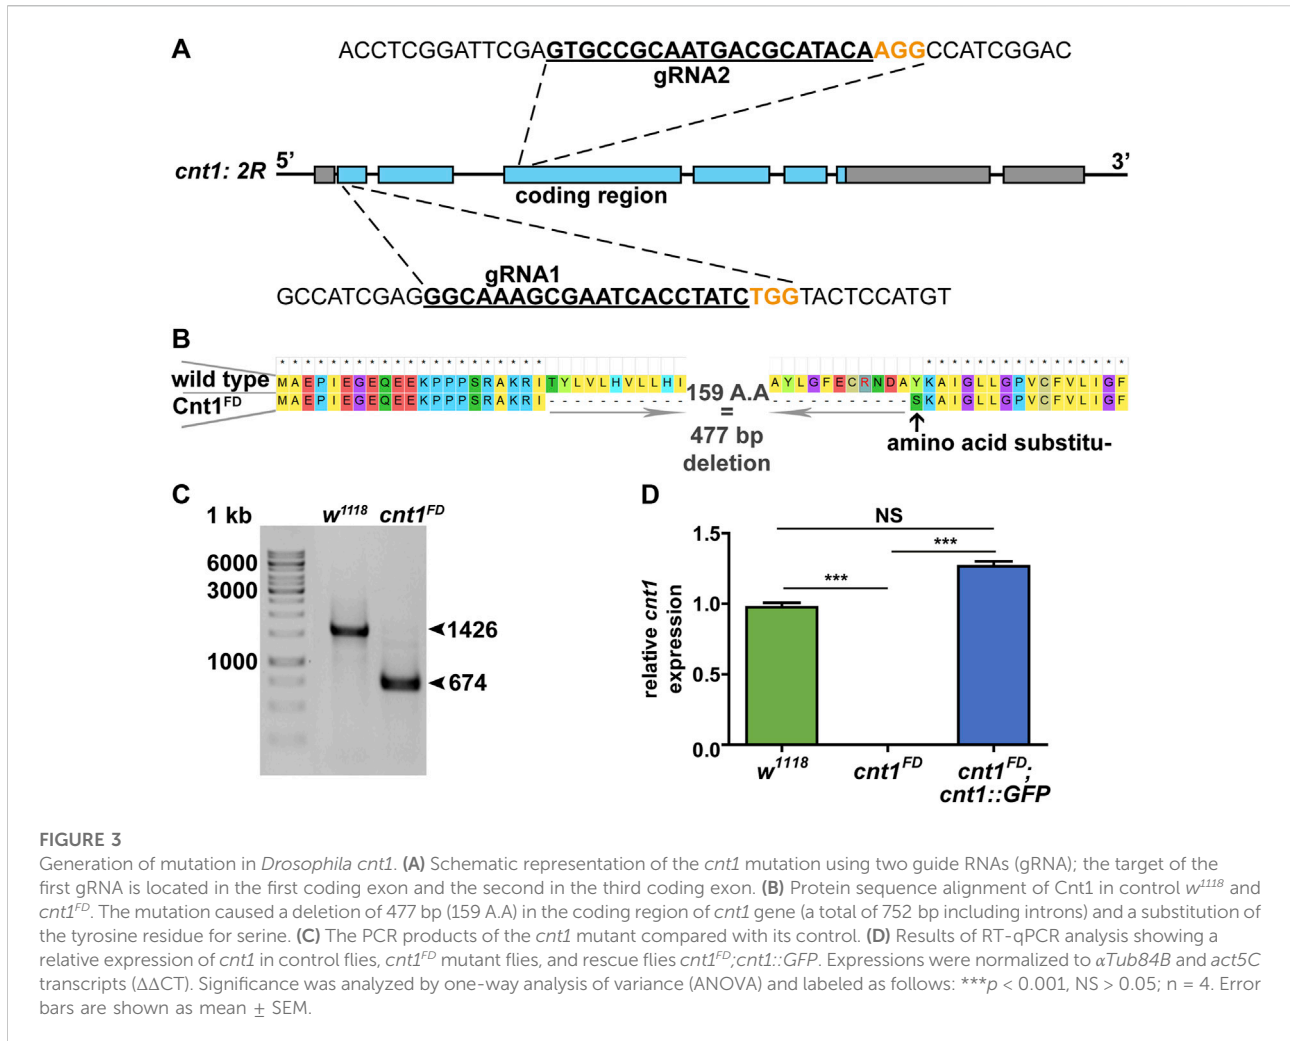 A
ACCTCGGATTCGAGTGCCGCAATGACGCATACAAGGCCATCGGAC
gRNA2
cnt1: 2R 5’ 3’
coding region
gRNA1
GCCATCGAGGGCAAAGCGAATCACCTATCTGGTACTCCATGT
B
* * * * * * * * * * * * * * * * * * * * * * * * * * * * * * * * * * *
wild type MAEPIEGEQEEKPPPSRAKRITYLVLHVLLHI AYLGFECRNDAYKAIGLLGPVCFVLIGF
Cnt1FD MAEPIEGEQEEKPPPSRAKRI - - - - - - - - - - - 159 A.A - - - - - - - - - - - SKAIGLLGPVCFVLIGF
=
477 bp
deletion
amino acid substitu-
C
1 kb w1118 cnt1FD
6000
3000
1426
1000
674
D
NS
***
***
relative cnt1
expression
1.5
1.0
0.5
0.0
w1118 cnt1FD cnt1FD;
cnt1::GFP
FIGURE 3
Generation of mutation in Drosophila cnt1. (A) Schematic representation of the cnt1 mutation using two guide RNAs (gRNA); the target of the
first gRNA is located in the first coding exon and the second in the third coding exon. (B) Protein sequence alignment of Cnt1 in control w1118 and
cnt1FD. The mutation caused a deletion of 477 bp (159 A.A) in the coding region of cnt1 gene (a total of 752 bp including introns) and a substitution of
the tyrosine residue for serine. (C) The PCR products of the cnt1 mutant compared with its control. (D) Results of RT-qPCR analysis showing a
relative expression of cnt1 in control flies, cnt1FD mutant flies, and rescue flies cnt1FD;cnt1::GFP. Expressions were normalized to αTub84B and act5C
transcripts (ΔΔCT). Significance was analyzed by one-way analysis of variance (ANOVA) and labeled as follows: ***p < 0.001, NS > 0.05; n = 4. Error
bars are shown as mean ± SEM.